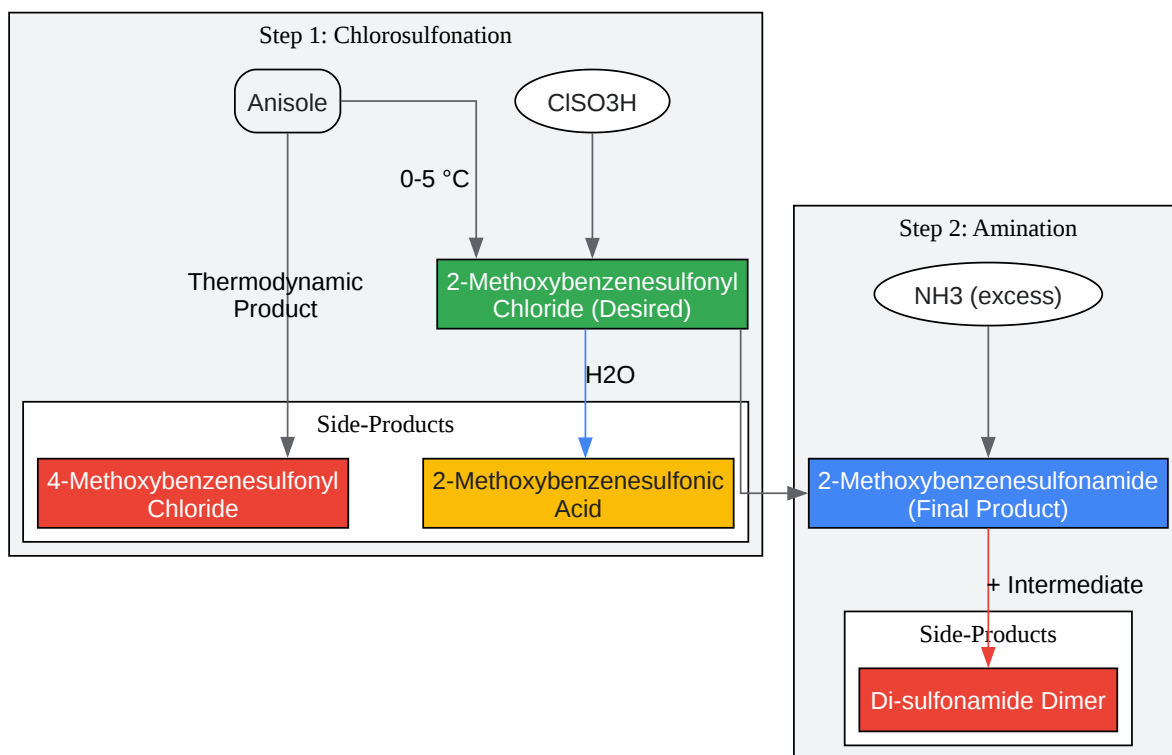 Step 1: Chlorosulfonation
Anisole
ClSO3H
0-5 °C
Thermodynamic
Product
2-Methoxybenzenesulfonyl
Chloride (Desired)
H2O
Side-Products
4-Methoxybenzenesulfonyl
Chloride
2-Methoxybenzenesulfonic
Acid
Step 2: Amination
NH3 (excess)
2-Methoxybenzenesulfonamide
(Final Product)
+ Intermediate
Side-Products
Di-sulfonamide Dimer